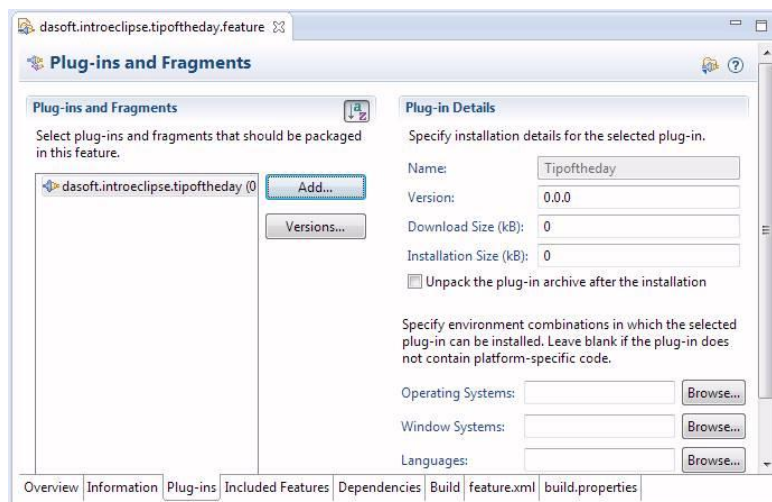 dasoft.introeclipse.tipoftheday.feature
Plug-ins and Fragments
Plug-ins and Fragments
a
z
Select plug-ins and fragments that should be packaged
in this feature.
dasoft.introeclipse.tipoftheday (0
Add...
Versions...
Plug-in Details
Specify installation details for the selected plug-in.
Name: Tipoftheday
Version: 0.0.0
Download Size (kB): 0
Installation Size (kB): 0
Unpack the plug-in archive after the installation
Specify environment combinations in which the selected
plug-in can be installed. Leave blank if the plug-in does
not contain platform-specific code.
Operating Systems: Browse...
Window Systems: Browse...
Languages: Browse...
Overview Information Plug-ins Included Features Dependencies Build feature.xml build.properties